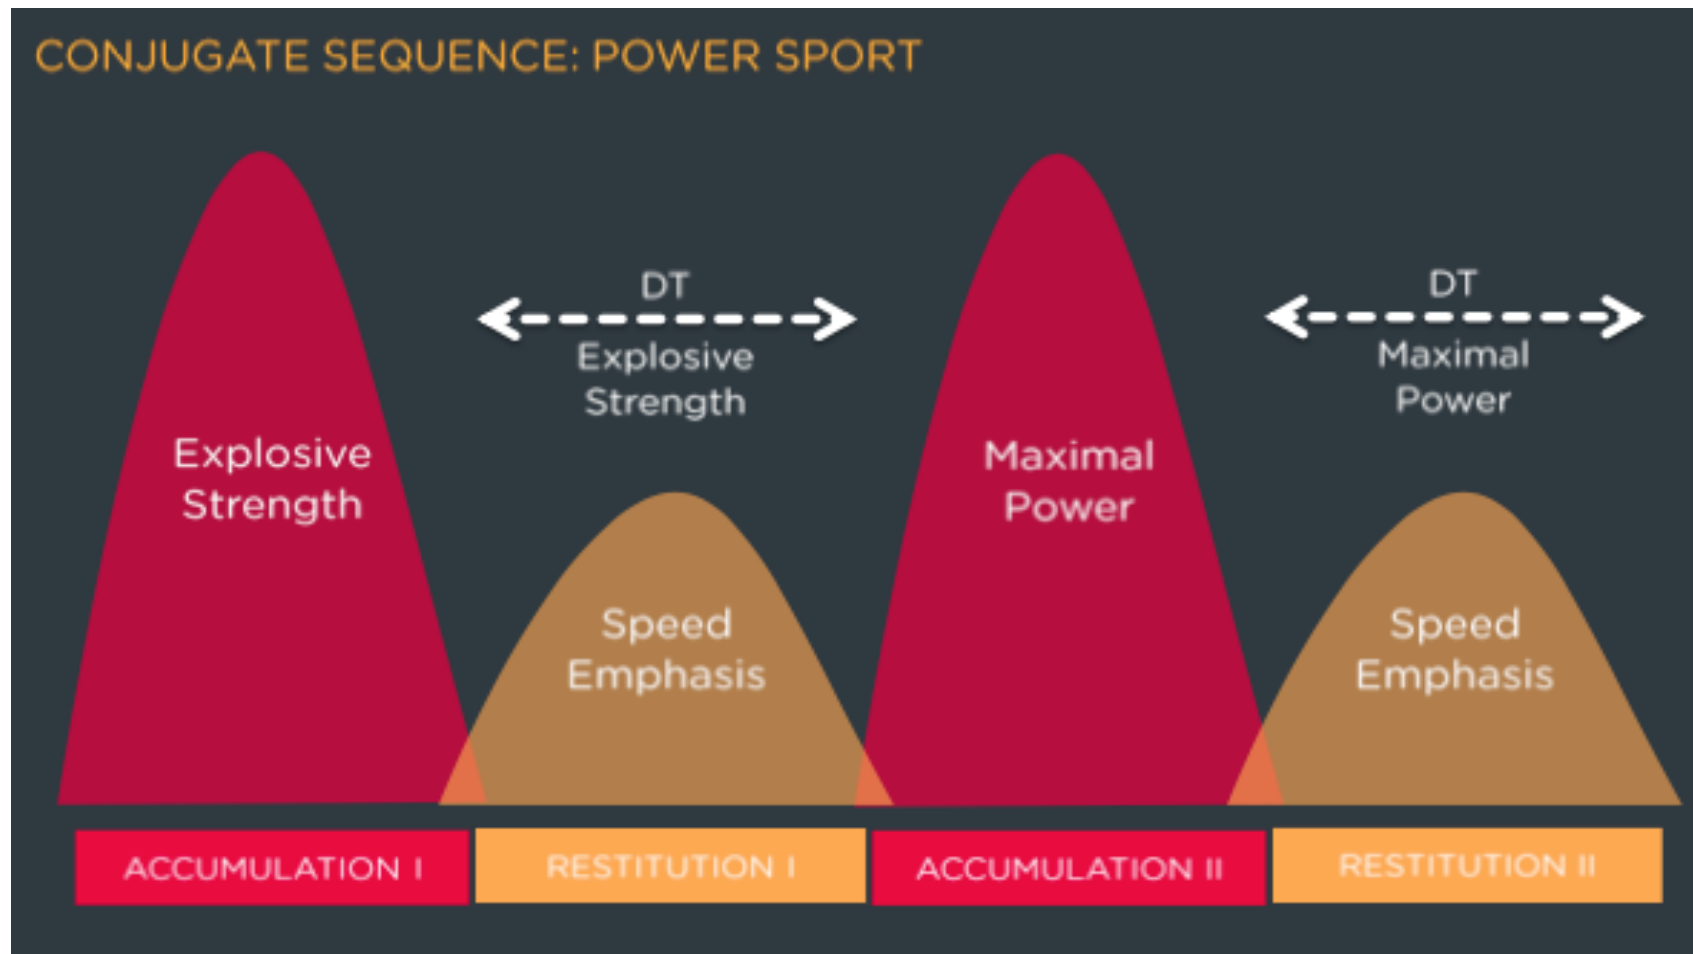 CONJUGATE SEQUENCE: POWER SPORT
Explosive
Strength
DT
Explosive
Strength
Speed
Emphasis
Maximal
Power
DT
Maximal
Power
Speed
Emphasis
ACCUMULATION I
RESTITUTION I
ACCUMULATION II
RESTITUTION II